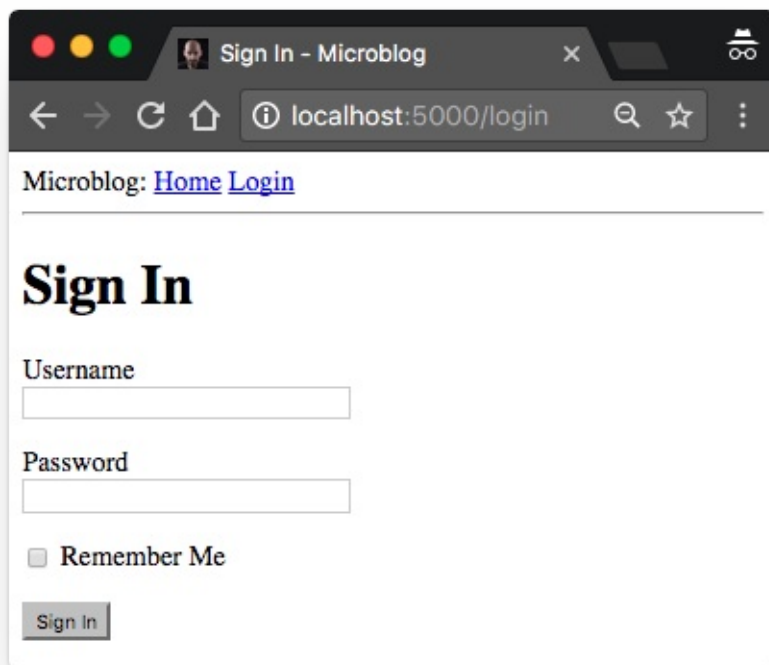 Sign In - Microblog
localhost:5000/login
Microblog: Home Login
Sign In
Username
Password
Remember Me
Sign In